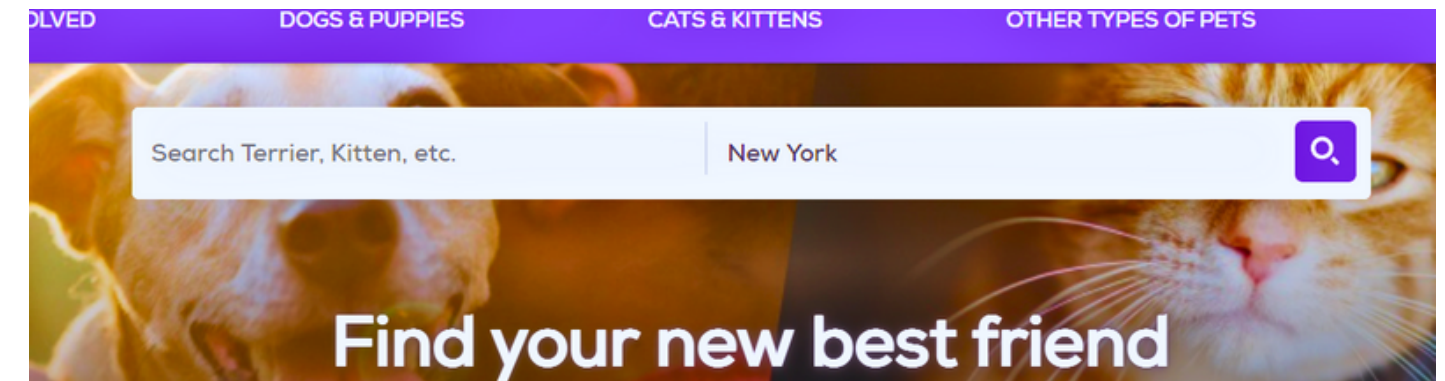 DOGS & PUPPIES CATS & KITTENS OTHER TYPES OF PETS
Search Terrier, Kitten, etc. New York
Find your new best friend